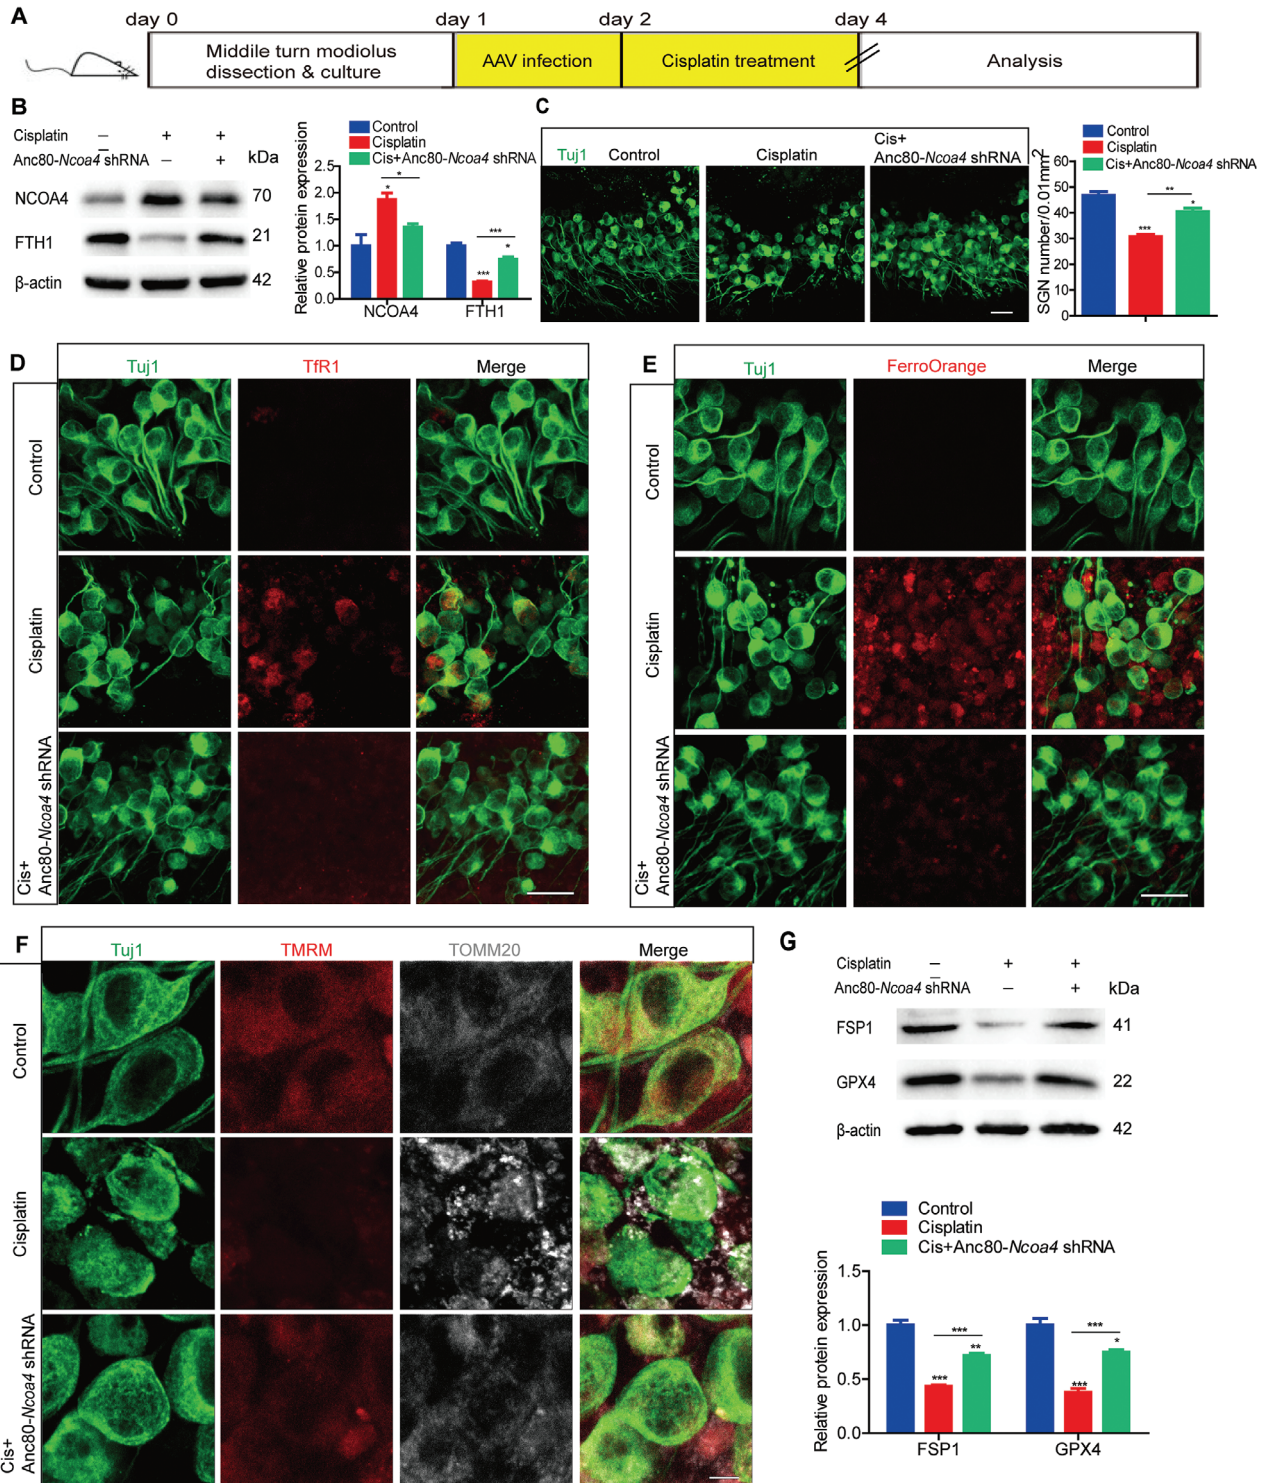 A
day 0
day 1
day 2
day 4
Middle turn modiolus
dissection & culture
AAV infection
Cisplatin treatment
Analysis
B
Cisplatin – + +
Anc80-Ncoa4 shRNA – – + kDa
NCOA4 70
FTH1 21
β-actin 42
Control
Cisplatin
Cis+Anc80-Ncoa4 shRNA
Relative protein expression
2.5
2.0
1.5
1.0
0.5
0.0
* *
*** *** *
NCOA4 FTH1
C
Tuj1 Control
Cisplatin
Cis+
Anc80-Ncoa4 shRNA
Control
Cisplatin
Cis+Anc80-Ncoa4 shRNA
SGN number/0.01mm2
60
50
40
30
20
10
0
*** ** *
D
Tuj1 TfR1 Merge
Control
Cisplatin
Cis+
Anc80-Ncoa4 shRNA
E
Tuj1 FerroOrange Merge
Control
Cisplatin
Cis+
Anc80-Ncoa4 shRNA
F
Tuj1 TMRM TOMM20 Merge
Control
Cisplatin
Cis+
Anc80-Ncoa4 shRNA
G
Cisplatin – + +
Anc80-Ncoa4 shRNA – – + kDa
FSP1 41
GPX4 22
β-actin 42
Control
Cisplatin
Cis+Anc80-Ncoa4 shRNA
Relative protein expression
1.5
1.0
0.5
0.0
*** *** **
*** *** *
FSP1 GPX4